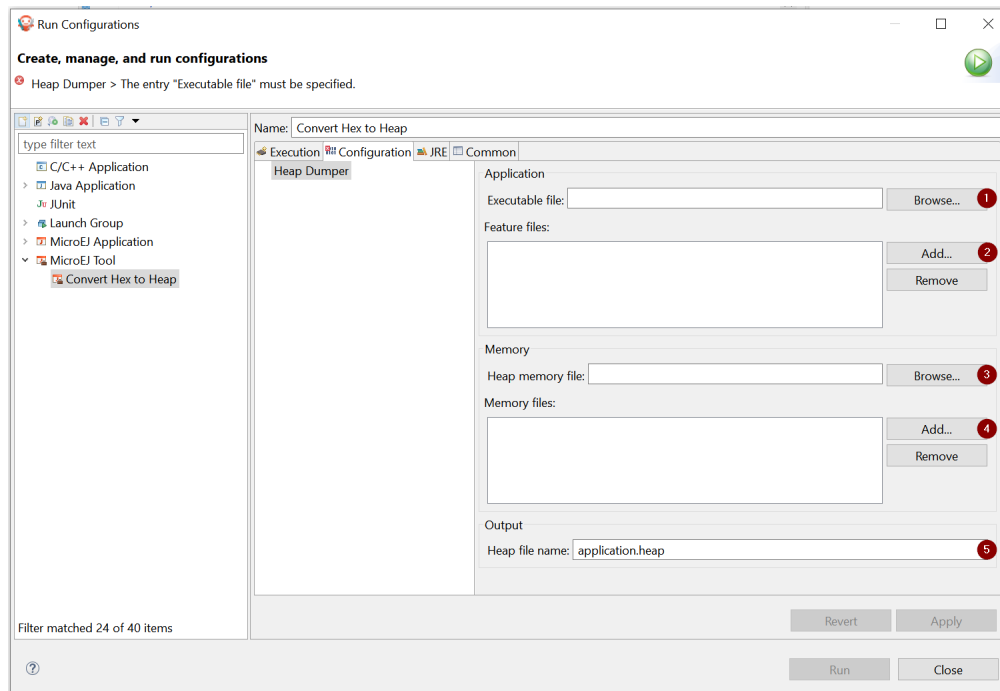 Run Configurations
Create, manage, and run configurations
Heap Dumper > The entry "Executable file" must be specified.
type filter text
C/C++ Application
Java Application
JUnit
Launch Group
MicroEJ Application
MicroEJ Tool
Convert Hex to Heap
Filter matched 24 of 40 items
Name: Convert Hex to Heap
Execution Configuration JRE Common
Heap Dumper
Application
Executable file: Browse... 1
Feature files:
Add... 2
Remove
Memory
Heap memory file: Browse... 3
Memory files:
Add... 4
Remove
Output
Heap file name: application.heap 5
Revert Apply
Run Close